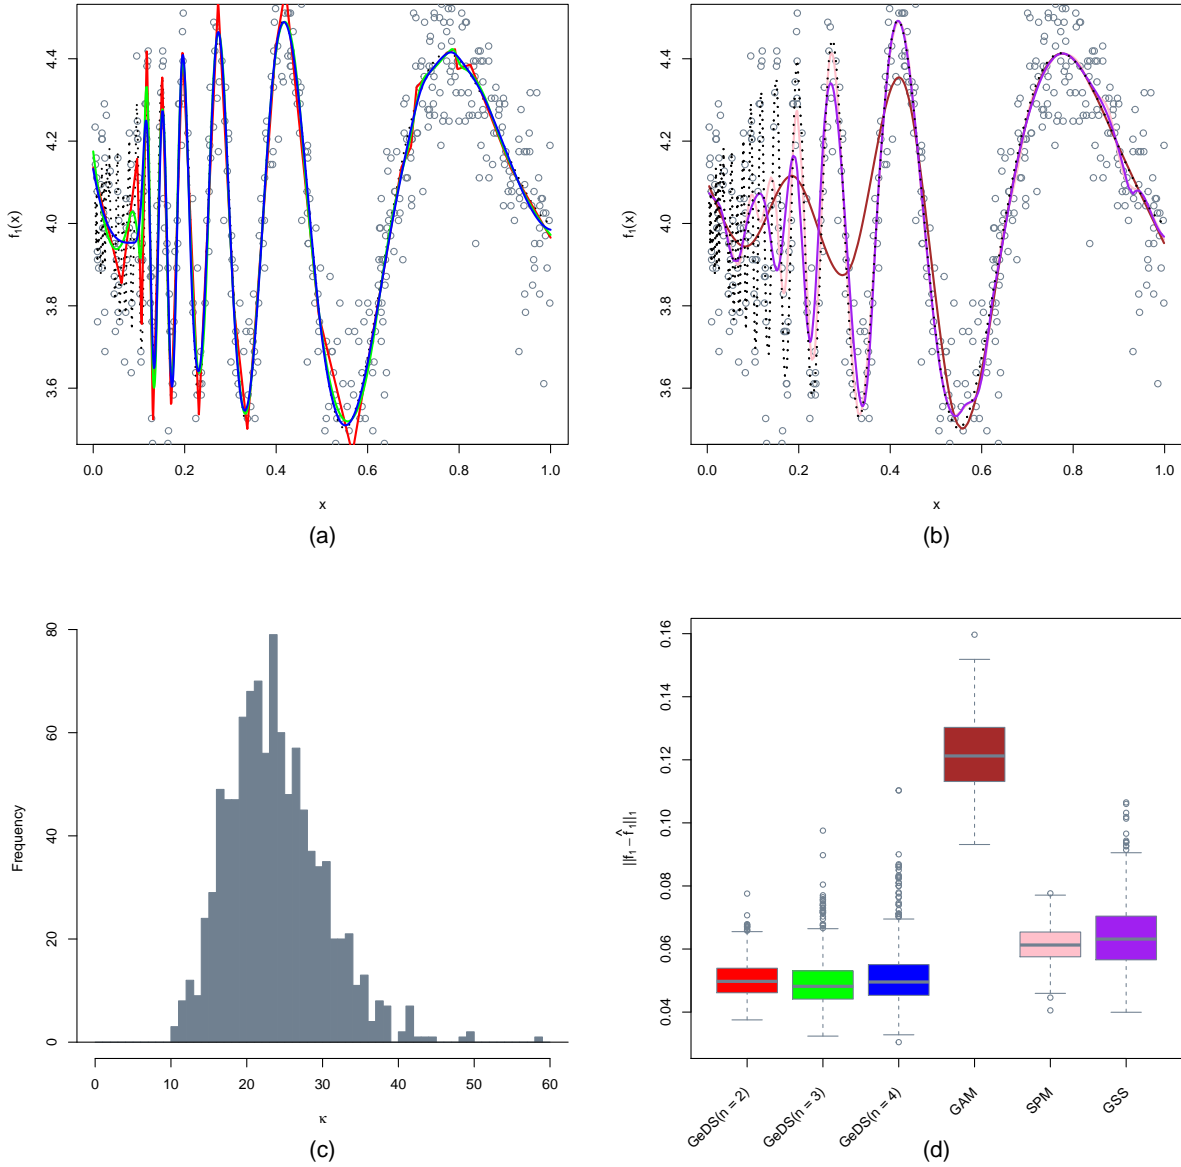 4.4
4.2
4.0
3.8
3.6
f₁(x)
0.0 0.2 0.4 0.6 0.8 1.0
x
(a)
4.4
4.2
4.0
3.8
3.6
f₁(x)
0.0 0.2 0.4 0.6 0.8 1.0
x
(b)
80
60
40
20
0
Frequency
0 10 20 30 40 50 60
κ
(c)
0.16
0.14
0.12
0.10
0.08
0.06
0.04
||f₁ − f̂₁||₁
GeDS(n = 2) GeDS(n = 3) GeDS(n = 4) GAM SPM GSS
(d)